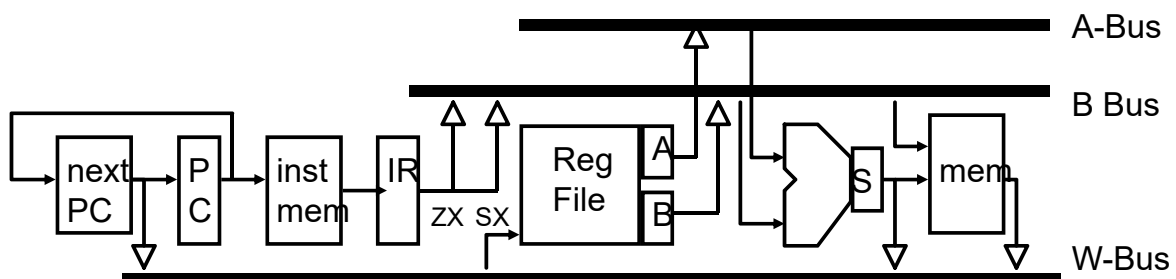 A-Bus
B Bus
next
PC
P
C
inst
mem
IR
ZX SX
Reg
File
A
B
S
mem
W-Bus